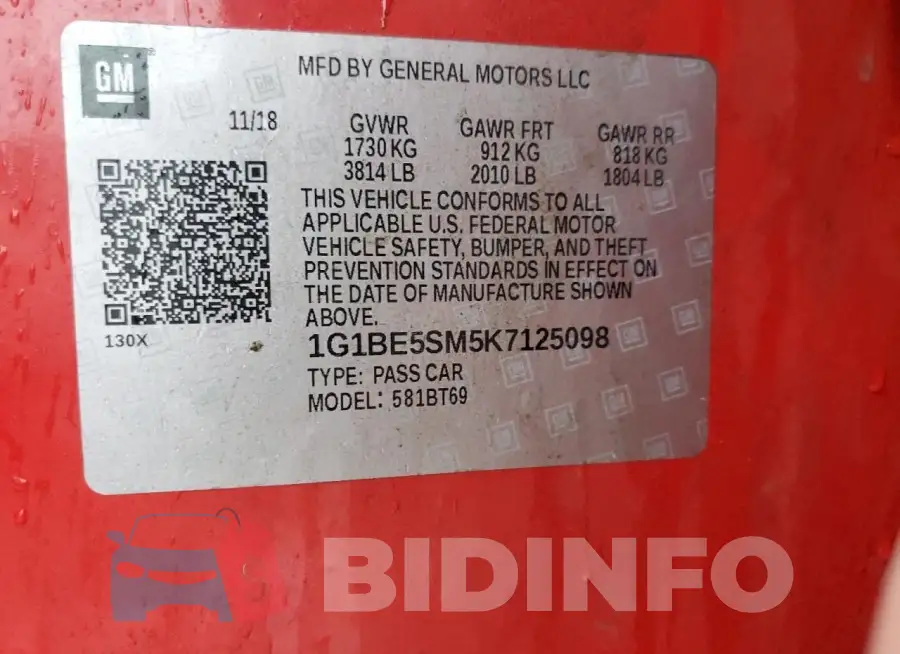 GM
MFD BY GENERAL MOTORS LLC
11/18
GVWR GAWR FRT GAWR RR
1730 KG 912 KG 818 KG
3814 LB 2010 LB 1804 LB
THIS VEHICLE CONFORMS TO ALL
APPLICABLE U.S. FEDERAL MOTOR
VEHICLE SAFETY, BUMPER, AND THEFT
PREVENTION STANDARDS IN EFFECT ON
THE DATE OF MANUFACTURE SHOWN
ABOVE.
130X
1G1BE5SM5K7125098
TYPE: PASS CAR
MODEL: 581BT69
BIDINFO